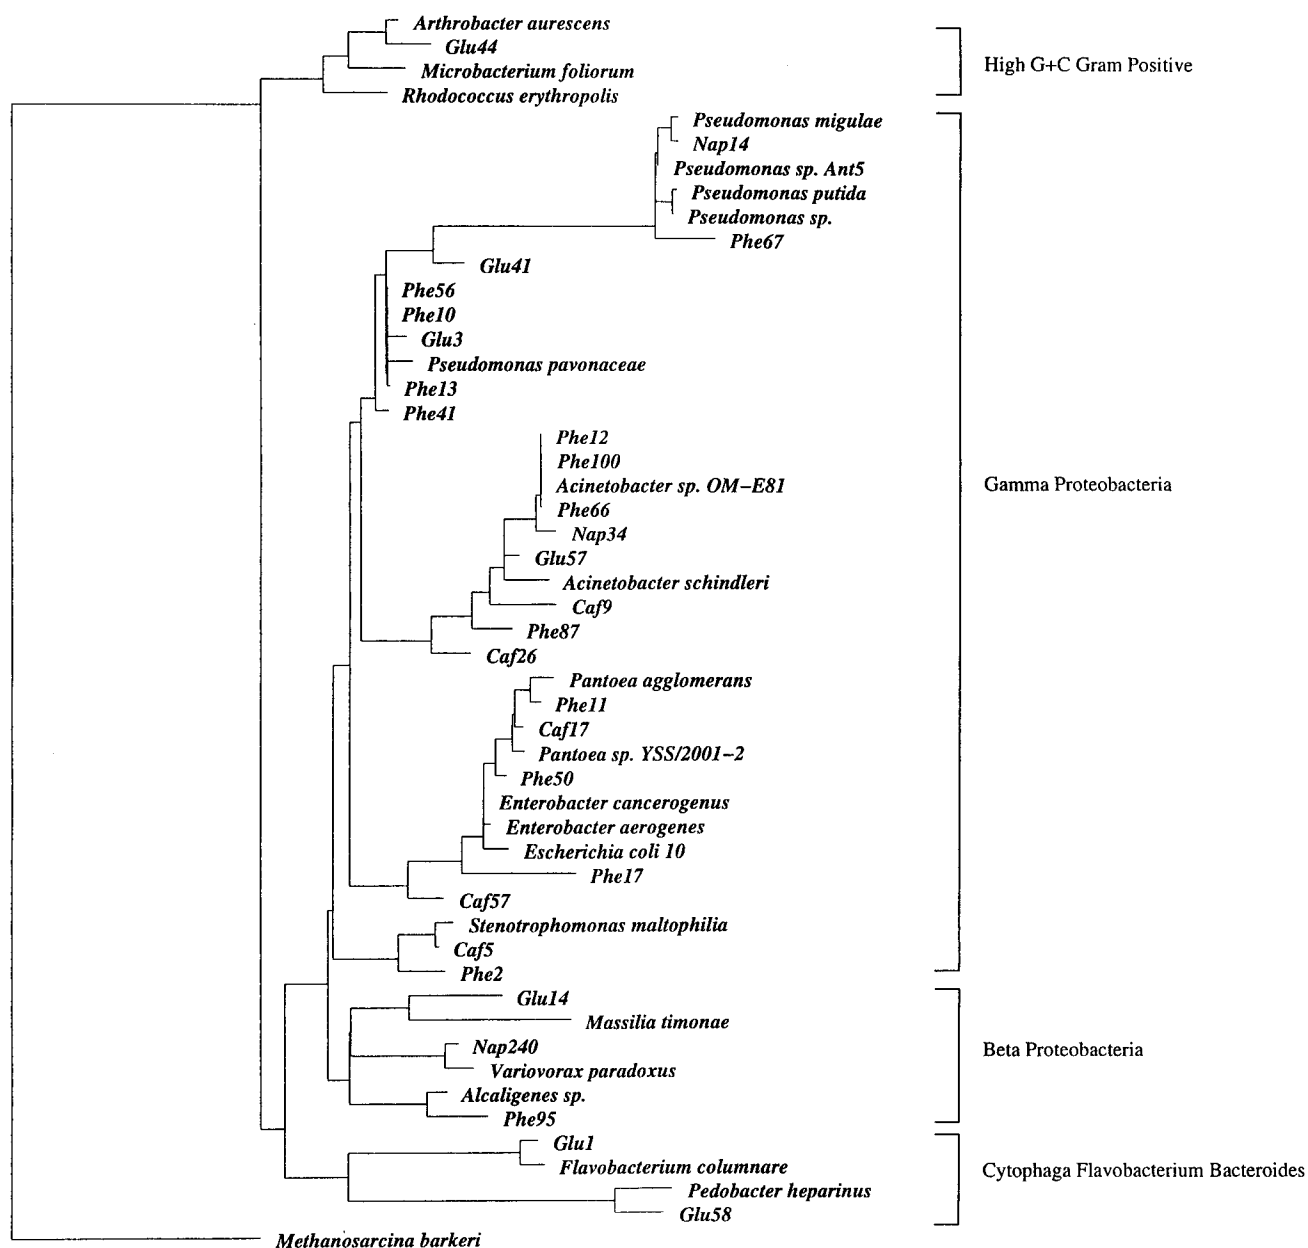 Arthrobacter aurescens
Glu44
Microbacterium foliorum
Rhodococcus erythropolis
High G+C Gram Positive
Pseudomonas migulae
Nap14
Pseudomonas sp. Ant5
Pseudomonas putida
Pseudomonas sp.
Phe67
Glu41
Phe56
Phe10
Glu3
Pseudomonas pavonaceae
Phe13
Phe41
Phe12
Phe100
Acinetobacter sp. OM-E81
Gamma Proteobacteria
Phe66
Nap34
Glu57
Acinetobacter schindleri
Caf9
Phe87
Caf26
Pantoea agglomerans
Phe11
Caf17
Pantoea sp. YSS/2001-2
Phe50
Enterobacter cancerogenus
Enterobacter aerogenes
Escherichia coli 10
Phe17
Caf57
Stenotrophomonas maltophilia
Caf5
Phe2
Glu14
Massilia timonae
Nap240
Beta Proteobacteria
Variovorax paradoxus
Alcaligenes sp.
Phe95
Glu1
Flavobacterium columnare
Cytophaga Flavobacterium Bacteroides
Pedobacter heparinus
Glu58
Methanosarcina barkeri